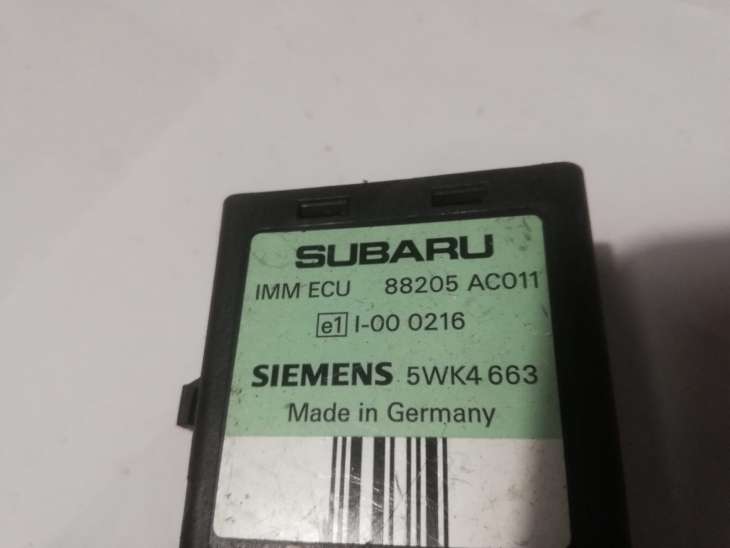 SUBARU
IMM ECU 88205 AC011
e1 I-00 0216
SIEMENS 5WK4 663
Made in Germany